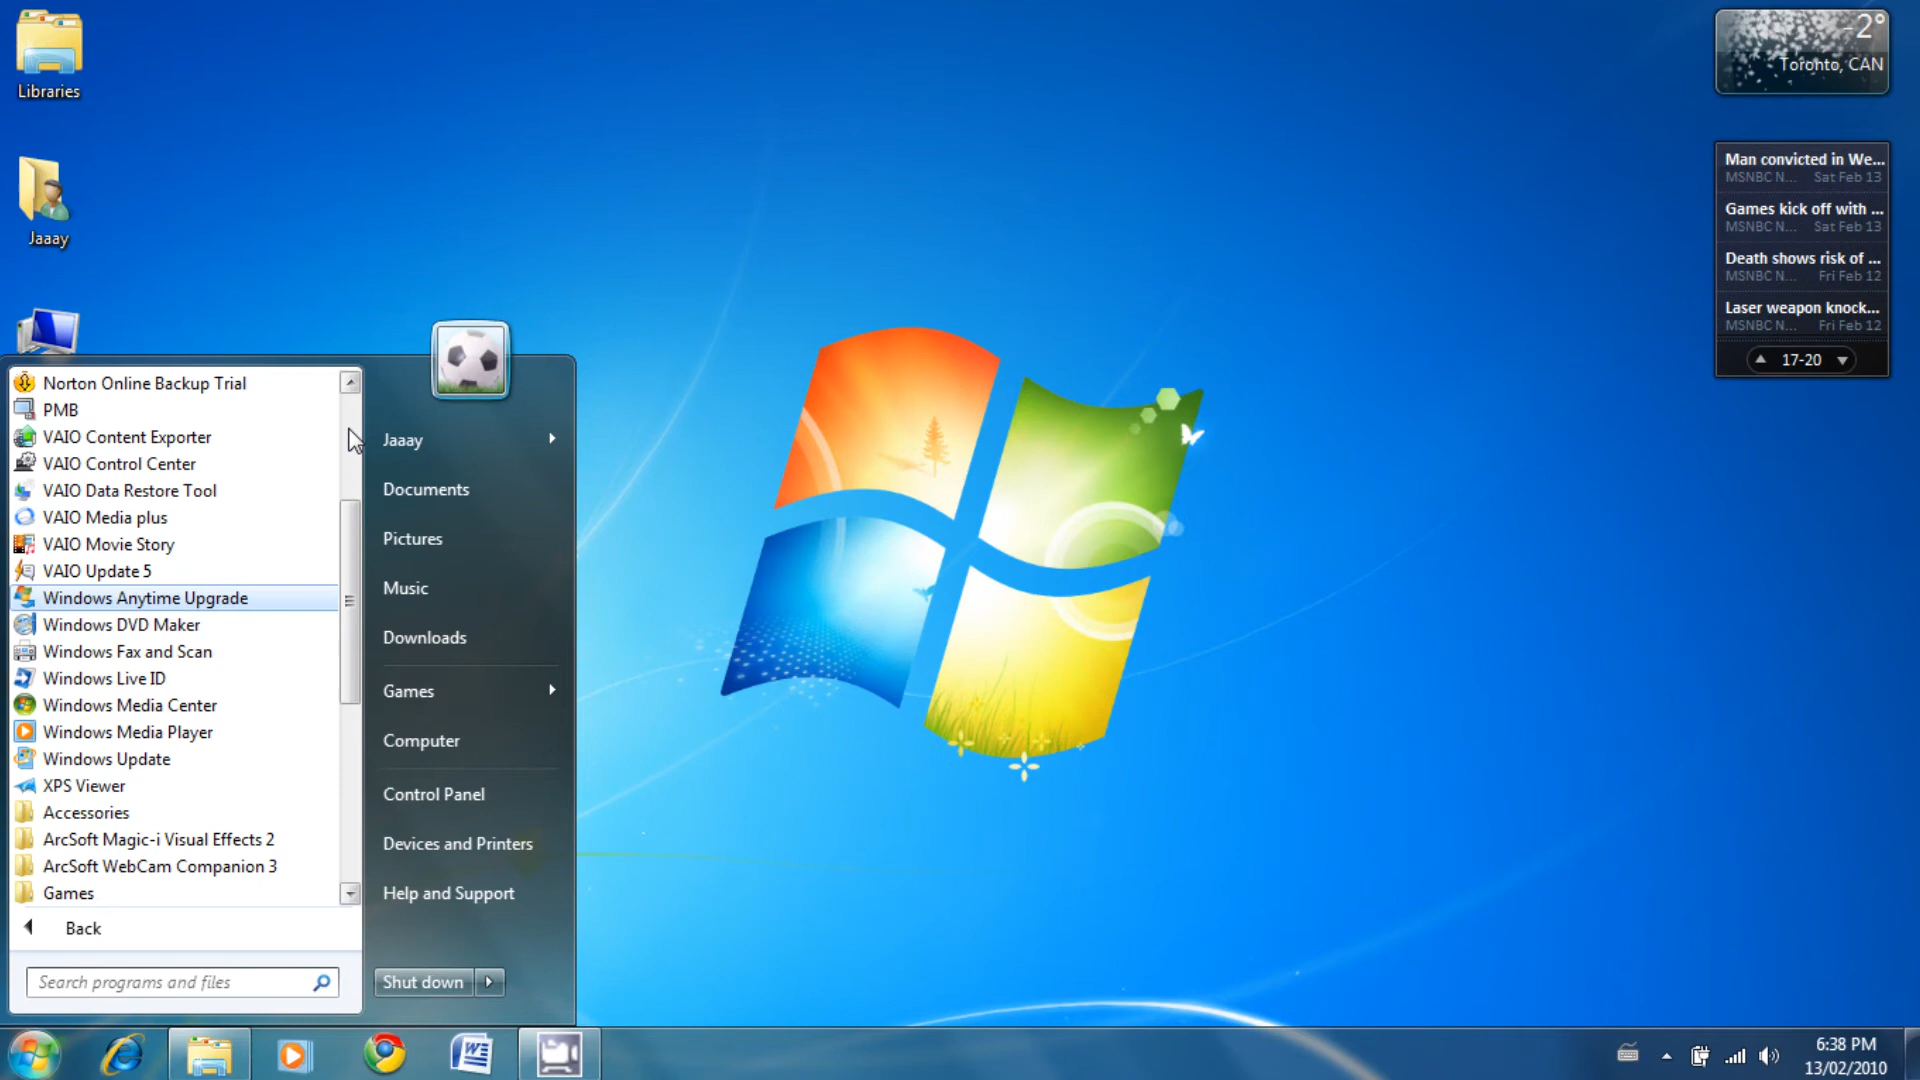 Libraries
Jaaay
-2°
Toronto, CAN
Man convicted in We...
MSNBC N... Sat Feb 13
Games kick off with ...
MSNBC N... Sat Feb 13
Death shows risk of ...
MSNBC N... Fri Feb 12
Laser weapon knock...
MSNBC N... Fri Feb 12
17-20
Norton Online Backup Trial
PMB
VAIO Content Exporter
VAIO Control Center
VAIO Data Restore Tool
VAIO Media plus
VAIO Movie Story
VAIO Update 5
Windows Anytime Upgrade
Windows DVD Maker
Windows Fax and Scan
Windows Live ID
Windows Media Center
Windows Media Player
Windows Update
XPS Viewer
Accessories
ArcSoft Magic-i Visual Effects 2
ArcSoft WebCam Companion 3
Games
Back
Search programs and files
Jaaay
Documents
Pictures
Music
Downloads
Games
Computer
Control Panel
Devices and Printers
Help and Support
Shut down
6:38 PM
13/02/2010